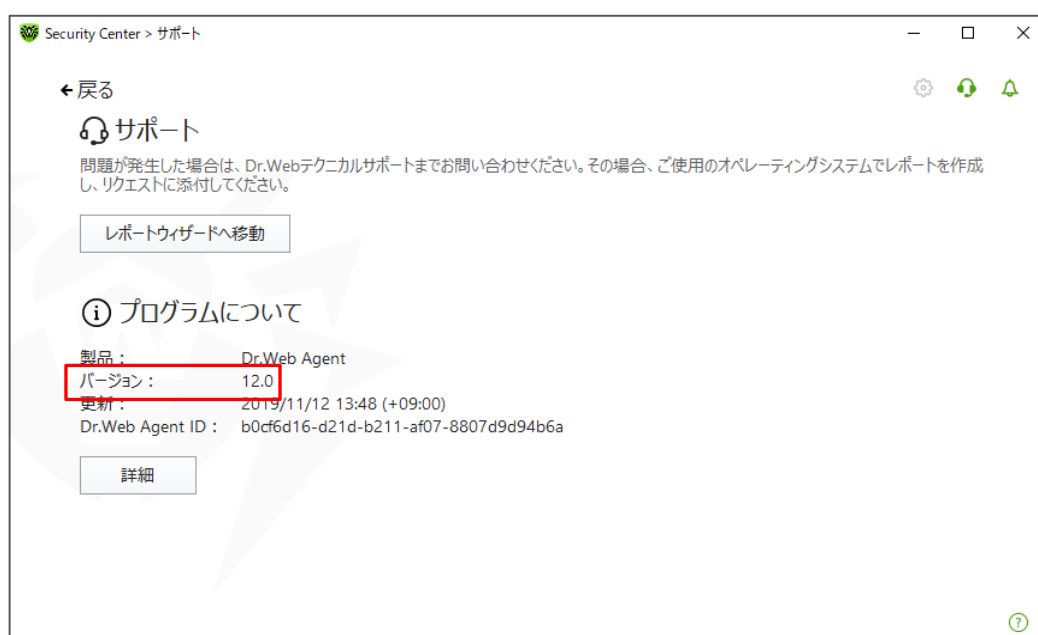 Security Center > サポート
戻る
サポート
問題が発生した場合は、Dr.Webテクニカルサポートまでお問い合わせください。その場合、ご使用のオペレーティングシステムでレポートを作成
し、リクエストに添付してください。
レポートウィザードへ移動
プログラムについて
製品： Dr.Web Agent
バージョン： 12.0
更新： 2019/11/12 13:48 (+09:00)
Dr.Web Agent ID： b0cf6d16-d21d-b211-af07-8807d9d94b6a
詳細